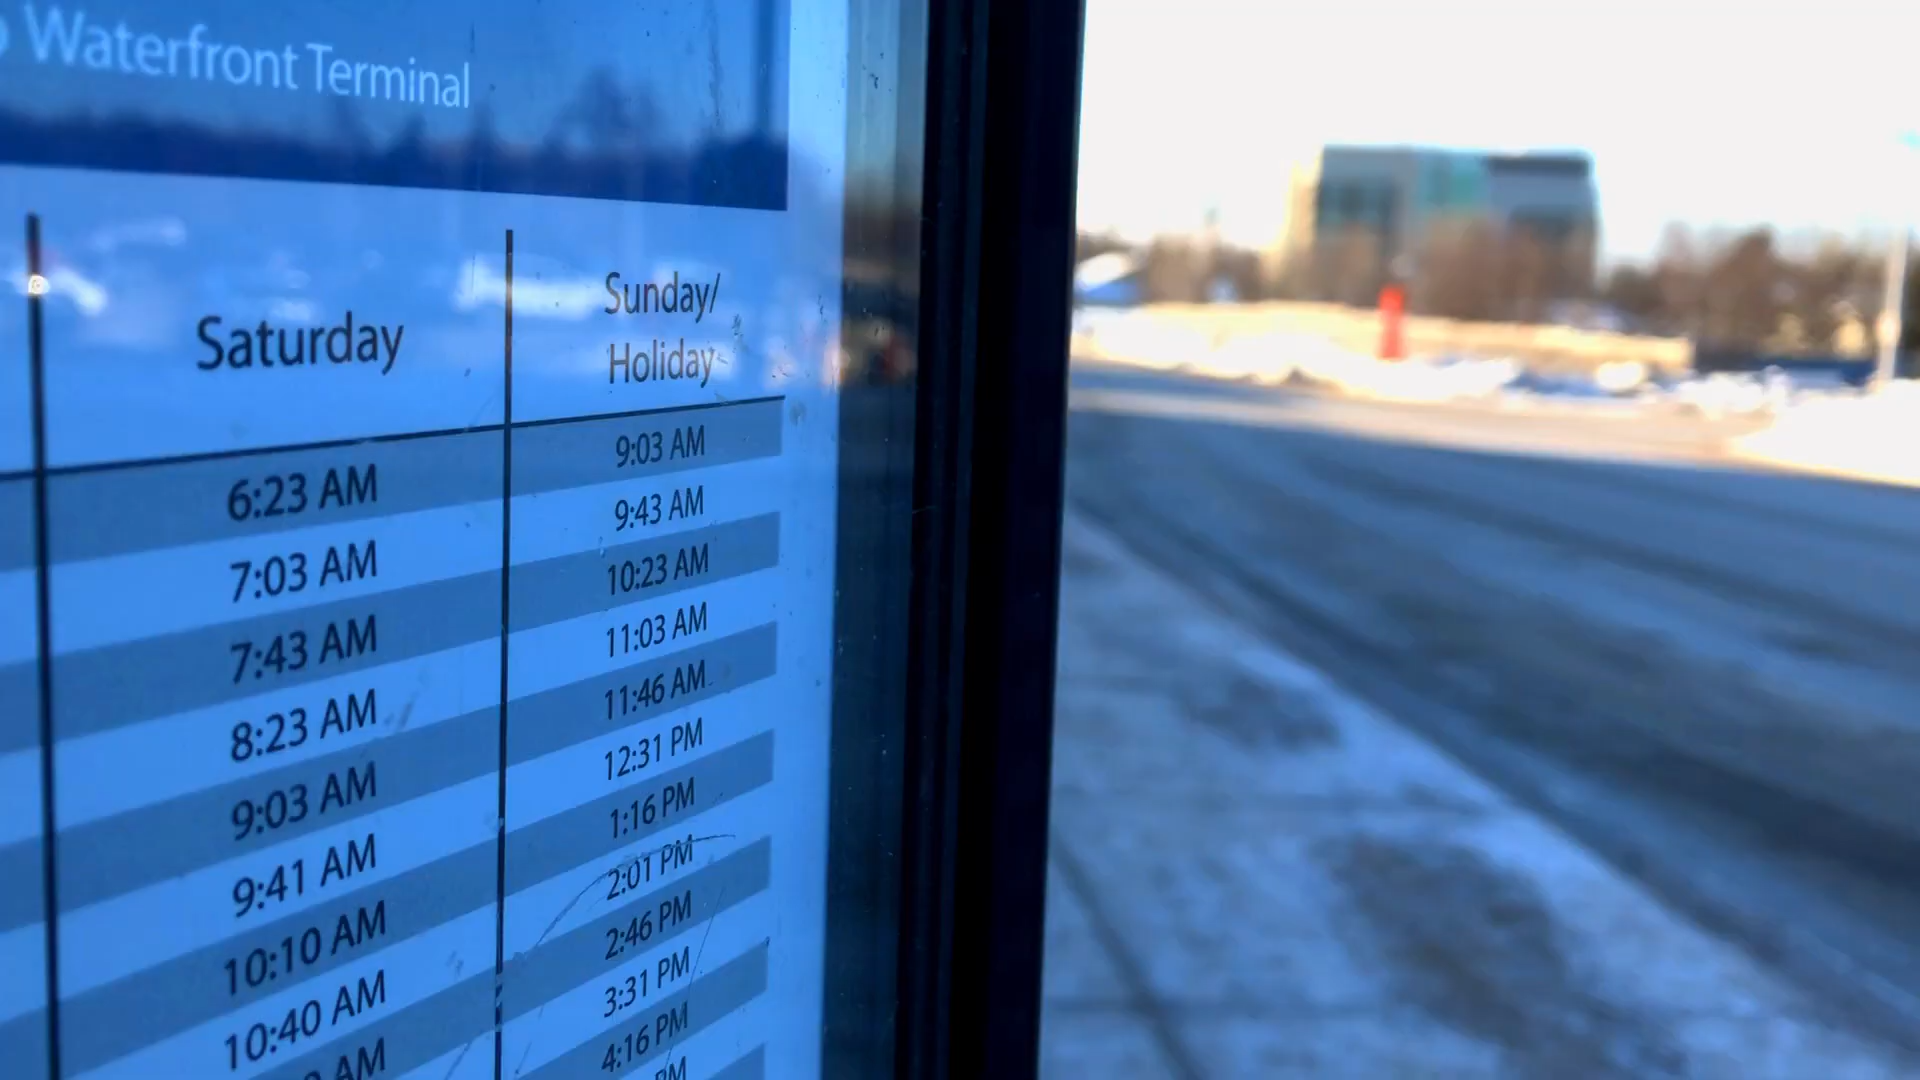 Waterfront Terminal
Saturday
Sunday/
Holiday
6:23 AM
7:03 AM
7:43 AM
8:23 AM
9:03 AM
9:41 AM
10:10 AM
10:40 AM
AM
9:03 AM
9:43 AM
10:23 AM
11:03 AM
11:46 AM
12:31 PM
1:16 PM
2:01 PM
2:46 PM
3:31 PM
4:16 PM
PM